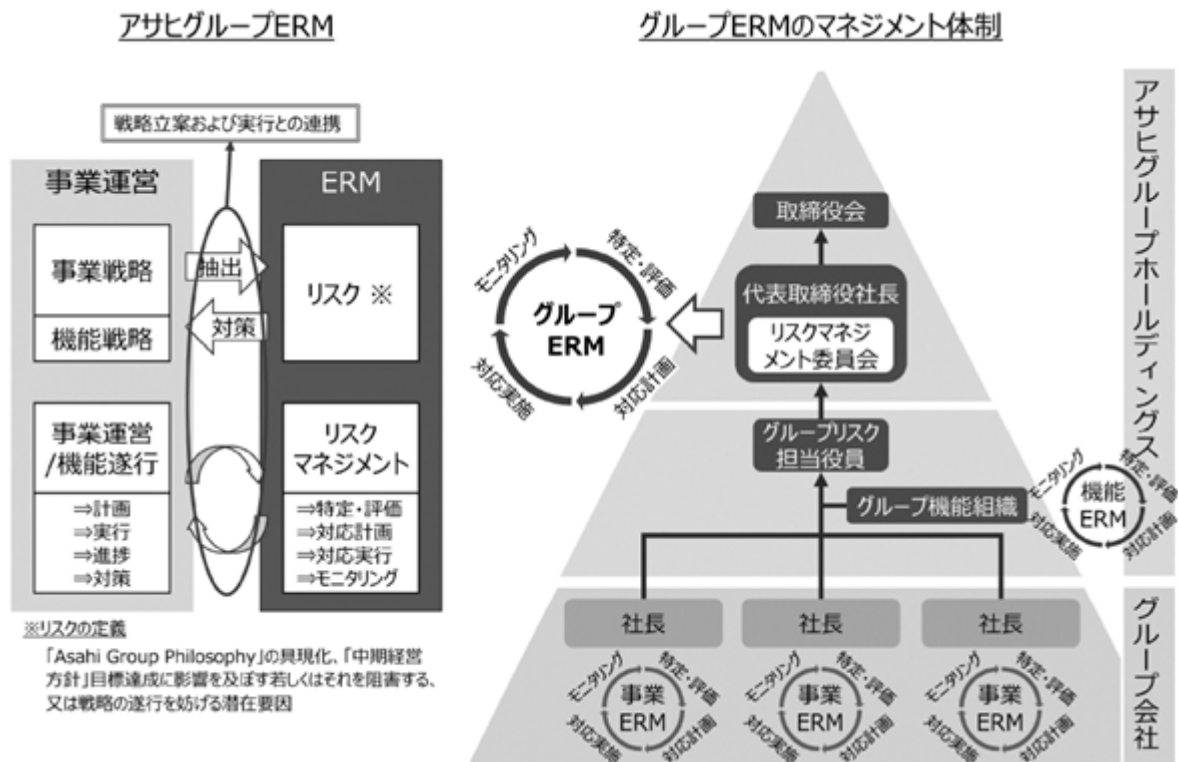 アサヒグループERM
戦略立案および実行との連携
事業運営
ERM
事業戦略
機能戦略
抽出
対策
リスク ※
事業運営
/機能遂行
⇒計画
⇒実行
⇒進捗
⇒対策
リスク
マネジメント
⇒特定・評価
⇒対応計画
⇒対応実行
⇒モニタリング
※リスクの定義
「Asahi Group Philosophy」の具現化、「中期経営
方針」目標達成に影響を及ぼす若しくはそれを阻害する、
又は戦略の遂行を妨げる潜在要因
グループERMのマネジメント体制
取締役会
代表取締役社長
リスクマネジ
メント委員会
モニタリング
特定・評価
グループ
ERM
対応実施
対応計画
グループリスク
担当役員
グループ機能組織
モニタリング
特定・評価
機能
ERM
対応実施
対応計画
社長
社長
社長
モニタリング
特定・評価
事業
ERM
対応実施
対応計画
モニタリング
特定・評価
事業
ERM
対応実施
対応計画
モニタリング
特定・評価
事業
ERM
対応実施
対応計画
アサヒグループホールディングス
グループ会社